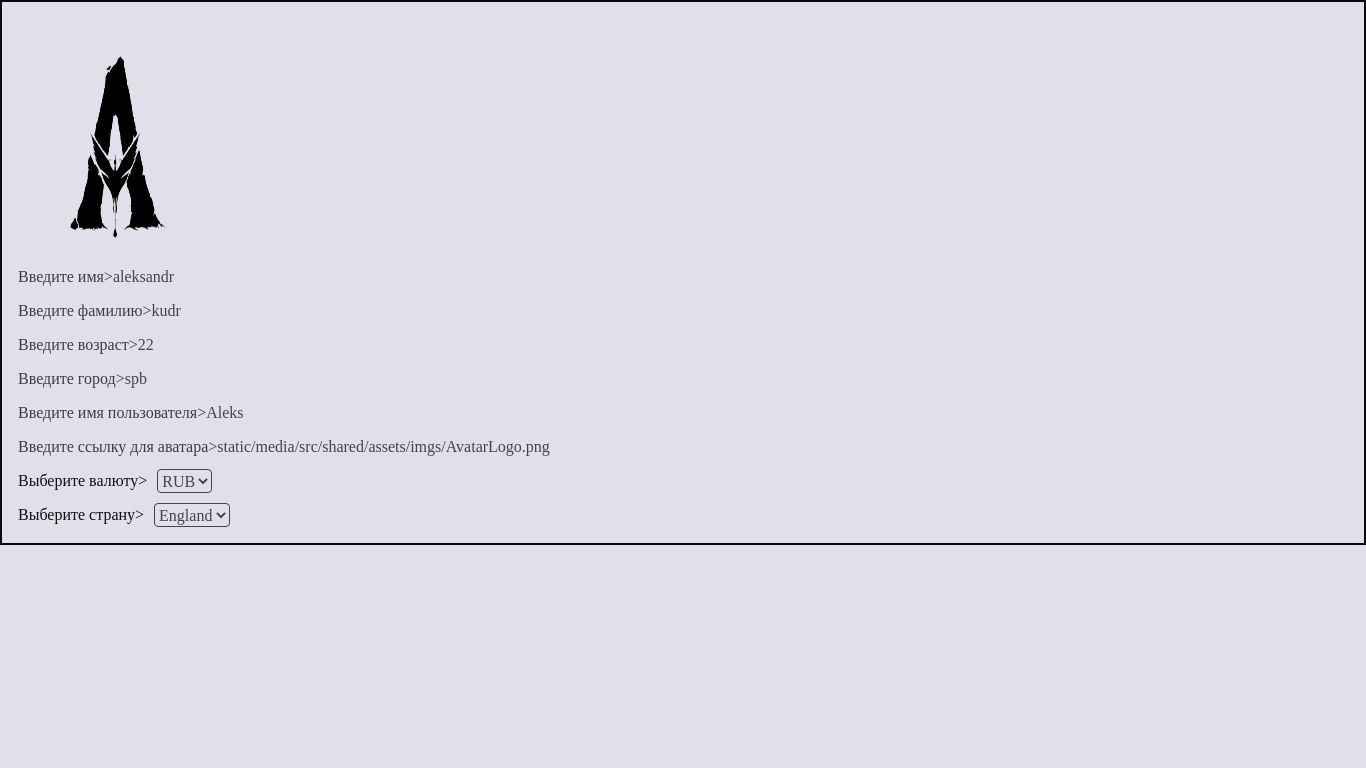 Введите имя>aleksandr
Введите фамилию>kudr
Введите возраст>22
Введите город>spb
Введите имя пользователя>Aleks
Введите ссылку для аватара>static/media/src/shared/assets/imgs/AvatarLogo.png
Выберите валюту> RUB
Выберите страну> England